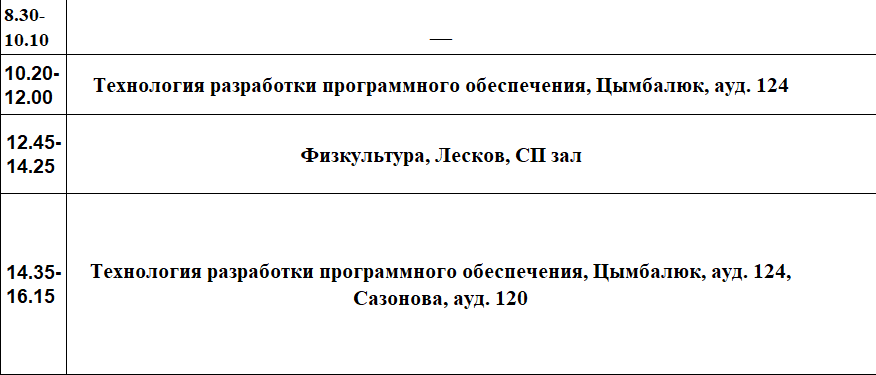 8.30-
10.10
—
10.20-
12.00
Технология разработки программного обеспечения, Цымбалюк, ауд. 124
12.45-
14.25
Физкультура, Лесков, СП зал
14.35-
16.15
Технология разработки программного обеспечения, Цымбалюк, ауд. 124,
Сазонова, ауд. 120